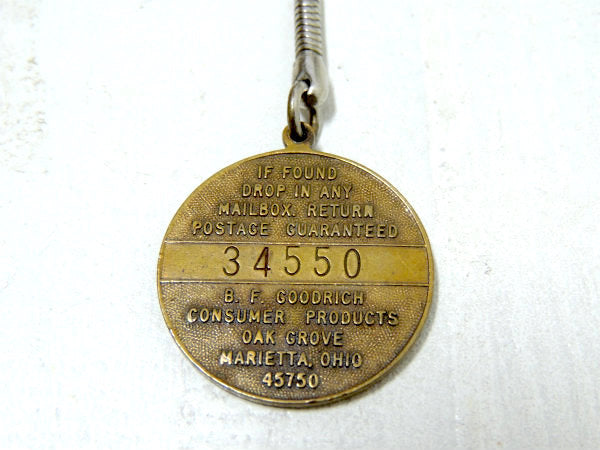 IF FOUND
DROP IN ANY
MAILBOX. RETURN
POSTAGE GUARANTEED
34550
B. F. GOODRICH
CONSUMER PRODUCTS
OAK GROVE
MARIETTA, OHIO
45750